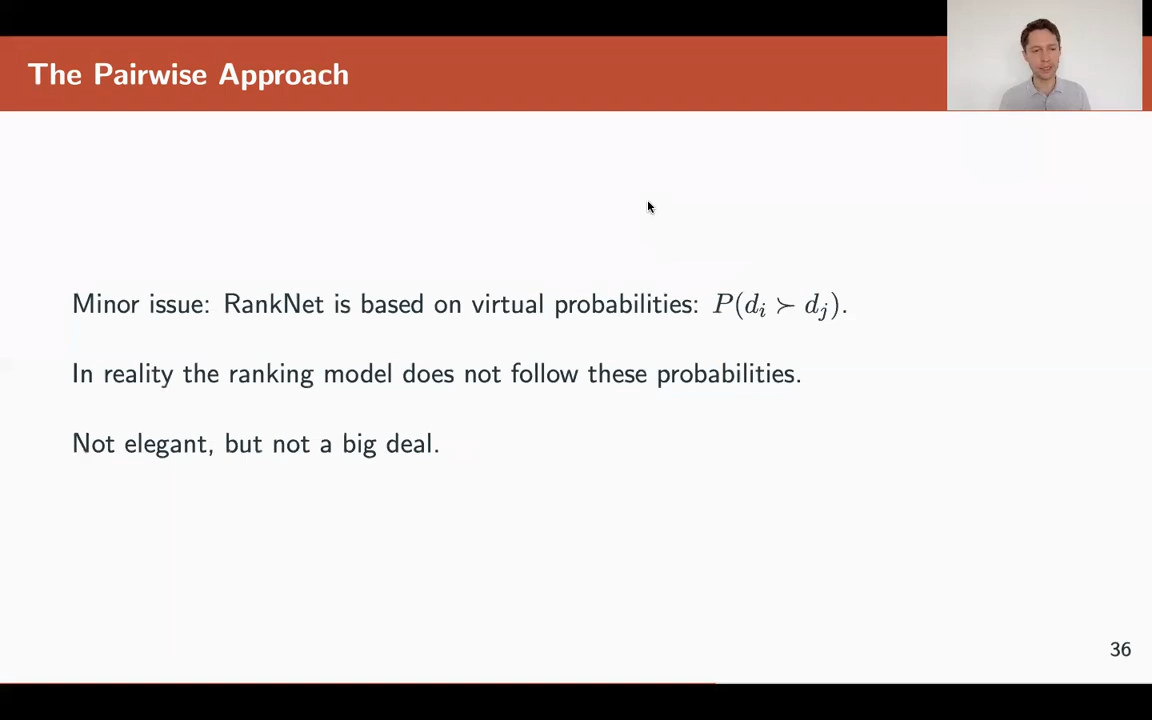 The Pairwise Approach
Minor issue: RankNet is based on virtual probabilities: P(d_i ≻ d_j).
In reality the ranking model does not follow these probabilities.
Not elegant, but not a big deal.
36